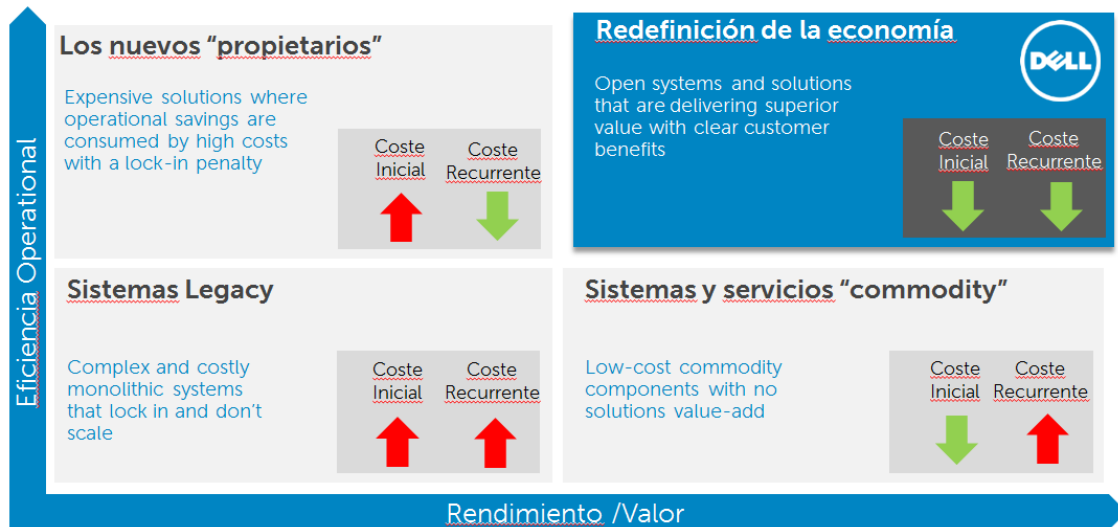 Eficiencia Operacional
Los nuevos “propietarios”
Expensive solutions where
operational savings are
consumed by high costs
with a lock-in penalty
Coste Coste
Inicial Recurrente
Redefinición de la economía
DELL
Open systems and solutions
that are delivering superior
value with clear customer
benefits
Coste Coste
Inicial Recurrente
Sistemas Legacy
Complex and costly
monolithic systems
that lock in and don’t
scale
Coste Coste
Inicial Recurrente
Sistemas y servicios “commodity”
Low-cost commodity
components with no
solutions value-add
Coste Coste
Inicial Recurrente
Rendimiento /Valor